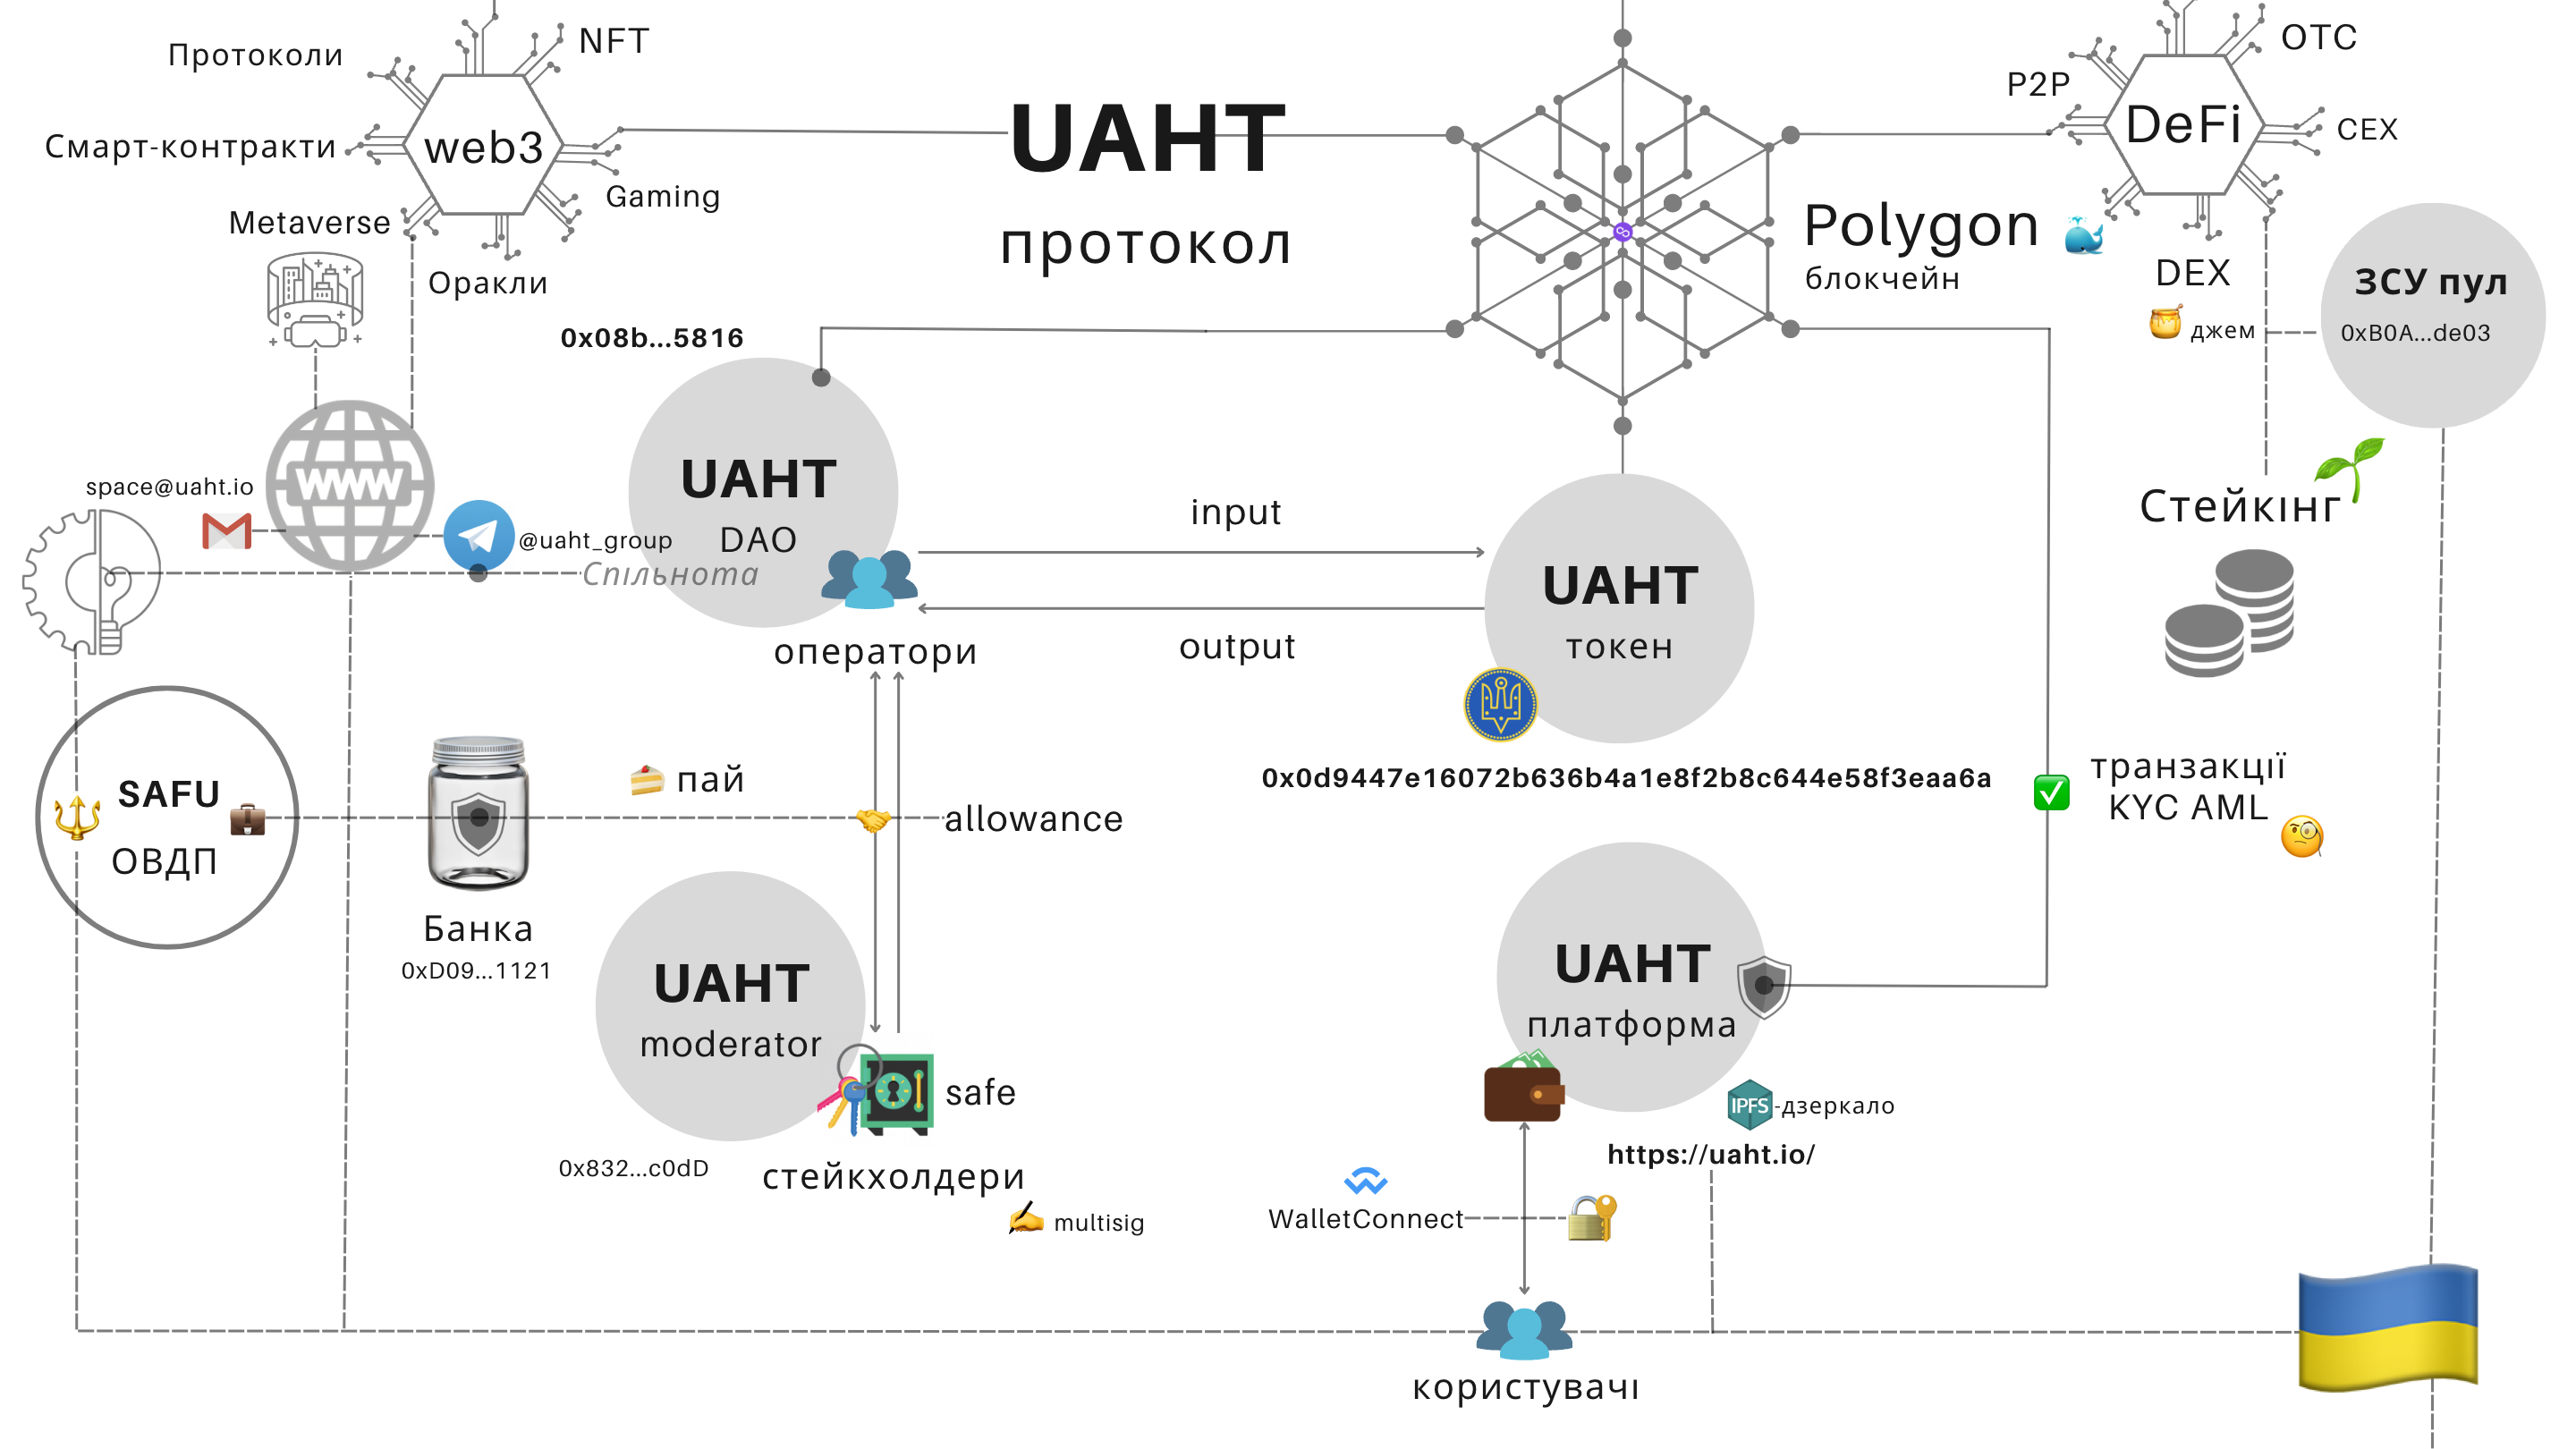 Протоколи
NFT
web3
Смарт-контракти
Gaming
Metaverse
Оракли
UAHT
протокол
Polygon
блокчейн
OTC
P2P
DeFi
CEX
DEX
джем
ЗСУ пул
0xB0A...de03
0x08b...5816
UAHT
DAO
www
space@uaht.io
@uaht_group
Спільнота
оператори
input
output
UAHT
токен
0x0d9447e16072b636b4a1e8f2b8c644e58f3eaa6a
Стейкінг
транзакції
KYC AML
SAFU
ОВДП
пай
allowance
Банка
0xD09...1121
UAHT
moderator
safe
0x832...c0dD
стейкхолдери
multisig
UAHT
платформа
IPFS-дзеркало
https://uaht.io/
WalletConnect
користувачі